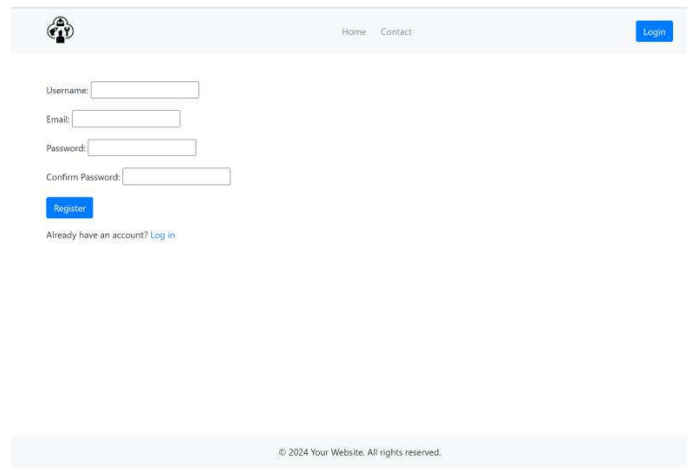 Home Contact Login
Username:
Email:
Password:
Confirm Password:
Register
Already have an account? Log in
© 2024 Your Website. All rights reserved.